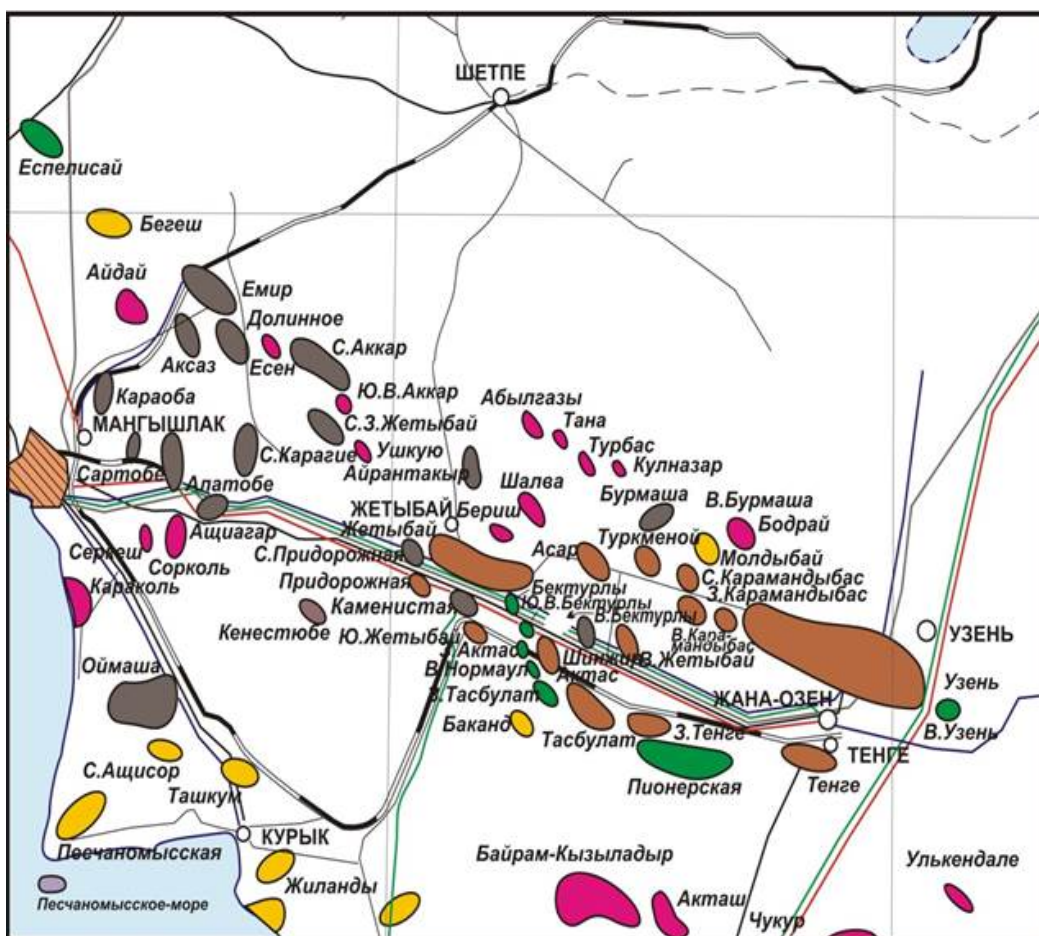 ШЕТПЕ
Еспелисай
Бегеш
Айдай
Емир
Долинное
Аксаз
Есен
С.Аккар
Караоба
Ю.В.Аккар
МАНГЫШЛАК
С.З.Жетыбай
Абылгазы
Тана
Сартобе
С.Карагие
Ушкую
Турбас
Айрантакыр
Кулназар
Алатобе
Шалва
Бурмаша
В.Бурмаша
ЖЕТЫБАЙ
Бериш
Ащиагар
Жетыбай
Бодрай
Туркменой
Серкеш
Сорколь
С.Придорожная
Асар
Молдыбай
Караколь
Придорожная
С.Карамандыбас
Бектурлы
З.Карамандыбас
Каменистая
Ю.В.Бектурлы
В.Бектурлы
Кенестюбе
Ю.Жетыбай
В.Кара-
мандыбас
УЗЕНЬ
З.Актас
Шинжир
В.Жетыбай
Оймаша
В.Нормаул
Актас
Узень
З.Тасбулат
ЖАНА-ОЗЕН
Баканд
Тасбулат
З.Тенге
В.Узень
С.Ащисор
ТЕНГЕ
Ташкум
Пионерская
Тенге
КУРЫК
Песчаномысская
Жиланды
Байрам-Кызыладыр
Улькендале
Песчаномысское-море
Акташ
Чукур